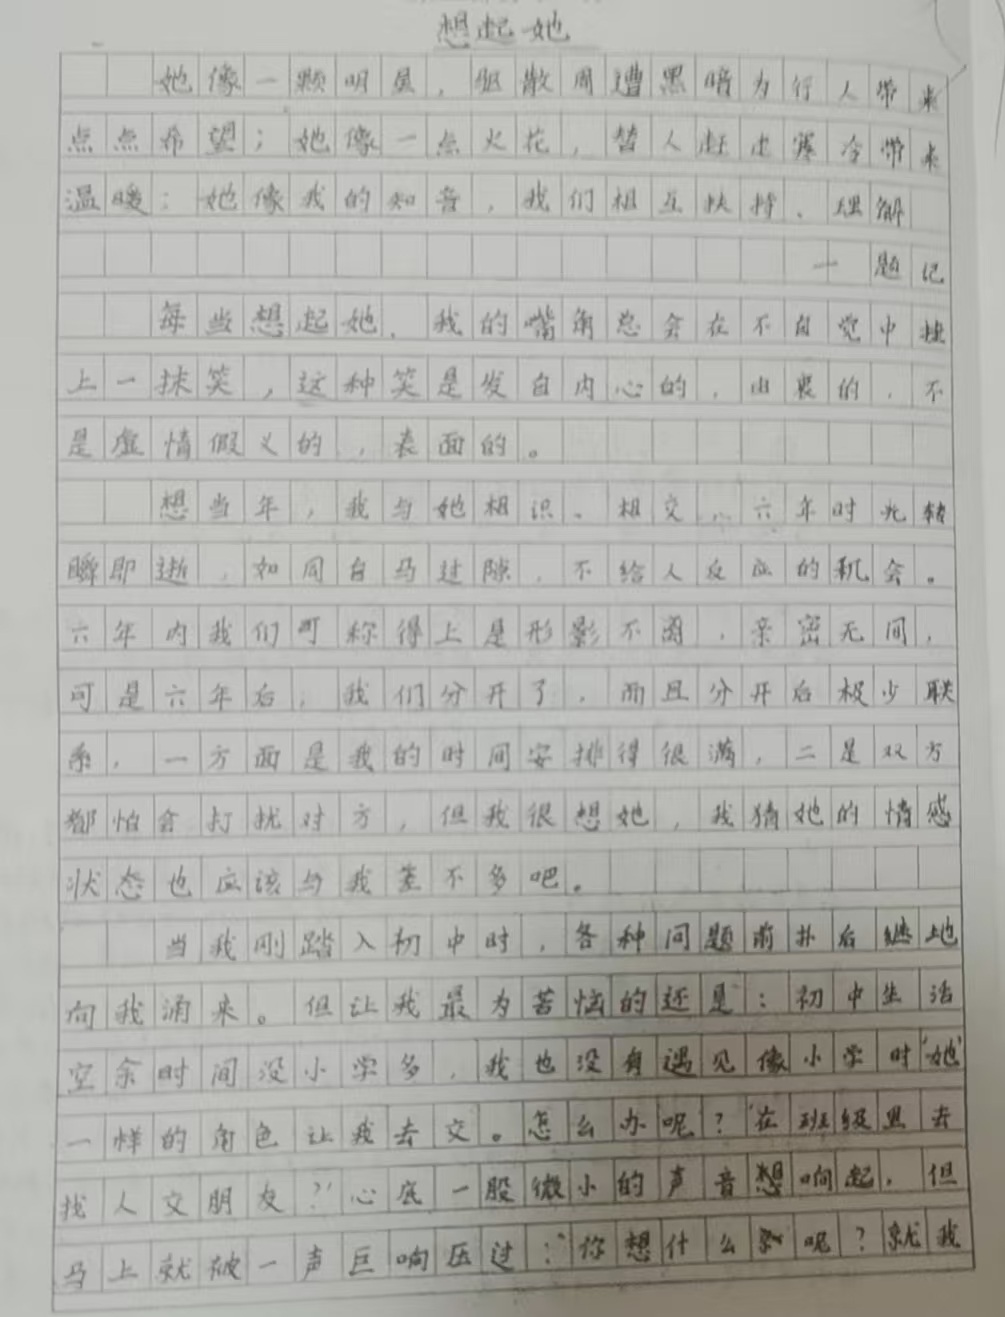 想起她
她像一颗明星，驱散周遭黑暗为行人带来
点点希望；她像一点火花，替人赶走寒冷带来
温暖；她像我的知音，我们相互扶持、理解
一题记
每当想起她，我的嘴角总会在不自觉中挂
上一抹笑，这种笑是发自内心的，由衷的，不
是虚情假义的，表面的。
想当年，我与她相识、相交，六年时光转
瞬即逝，如同白马过隙，不给人反应的机会。
六年内我们可称得上是形影不离，亲密无间，
可是六年后，我们分开了，而且分开后极少联
系，一方面是我的时间安排得很满，二是双方
都怕会打扰对方，但我很想她，我猜她的情感
状态也应该与我差不多吧。
当我刚踏入初中时，各种问题前扑后继地
向我涌来。但让我最为苦恼的还是：初中生活
空余时间没小学多，我也没有遇见像小学时“她”
一样的角色让我去交。怎么办呢？“在班级里去
找人交朋友？”心底一股微小的声音想响起，但
马上就被一声巨响压过：“你想什么呢？就我